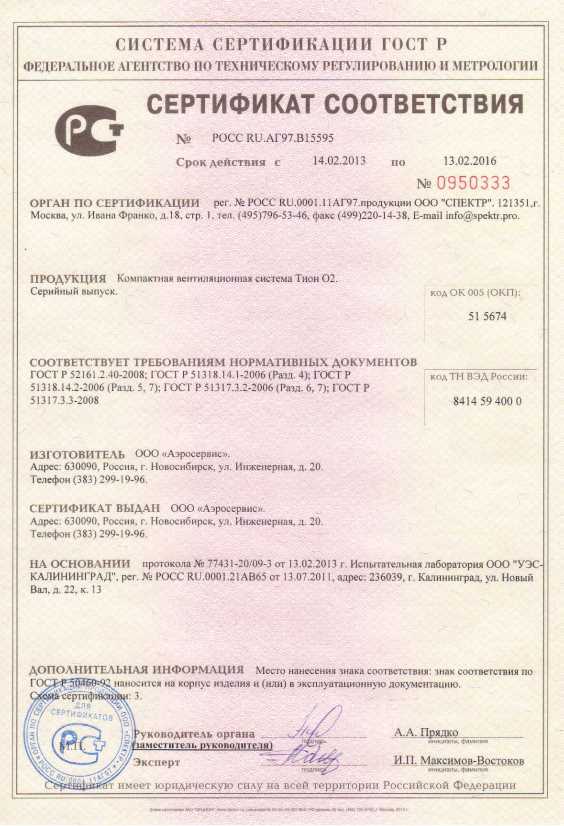 СИСТЕМА СЕРТИФИКАЦИИ ГОСТ Р
ФЕДЕРАЛЬНОЕ АГЕНТСТВО ПО ТЕХНИЧЕСКОМУ РЕГУЛИРОВАНИЮ И МЕТРОЛОГИИ
СЕРТИФИКАТ СООТВЕТСТВИЯ
№ РОСС RU.АГ97.В15595
Срок действия с 14.02.2013 по 13.02.2016
№ 0950333
ОРГАН ПО СЕРТИФИКАЦИИ рег. № РОСС RU.0001.11АГ97.продукции ООО "СПЕКТР". 121351,г.
Москва, ул. Ивана Франко, д.18, стр. 1, тел. (495)796-53-46, факс (499)220-14-38, E-mail info@spektr.pro.
ПРОДУКЦИЯ Компактная вентиляционная система Тион О2.
Серийный выпуск.
код ОК 005 (ОКП):
51 5674
СООТВЕТСТВУЕТ ТРЕБОВАНИЯМ НОРМАТИВНЫХ ДОКУМЕНТОВ
ГОСТ Р 52161.2.40-2008; ГОСТ Р 51318.14.1-2006 (Разд. 4); ГОСТ Р
51318.14.2-2006 (Разд. 5, 7); ГОСТ Р 51317.3.2-2006 (Разд. 6, 7); ГОСТ Р
51317.3.3-2008
код ТН ВЭД России:
8414 59 400 0
ИЗГОТОВИТЕЛЬ ООО «Аэросервис».
Адрес: 630090, Россия, г. Новосибирск, ул. Инженерная, д. 20.
Телефон (383) 299-19-96.
СЕРТИФИКАТ ВЫДАН ООО «Аэросервис».
Адрес: 630090, Россия, г. Новосибирск, ул. Инженерная, д. 20.
Телефон (383) 299-19-96.
НА ОСНОВАНИИ протокола № 77431-20/09-3 от 13.02.2013 г. Испытательная лаборатория ООО "УЭС-
КАЛИНИНГРАД", рег. № РОСС RU.0001.21АВ65 от 13.07.2011, адрес: 236039, г. Калининград, ул. Новый
Вал, д. 22, к. 13
ДОПОЛНИТЕЛЬНАЯ ИНФОРМАЦИЯ Место нанесения знака соответствия: знак соответствия по
ГОСТ Р 50460-92 наносится на корпус изделия и (или) в эксплуатационную документацию.
Схема сертификации: 3.
ДЛЯ
СЕРТИФИКАТОВ
М.П.
Руководитель органа
(заместитель руководителя)
подпись
А.А. Прядко
инициалы, фамилия
Эксперт
подпись
И.П. Максимов-Востоков
инициалы, фамилия
Сертификат имеет юридическую силу на всей территории Российской Федерации